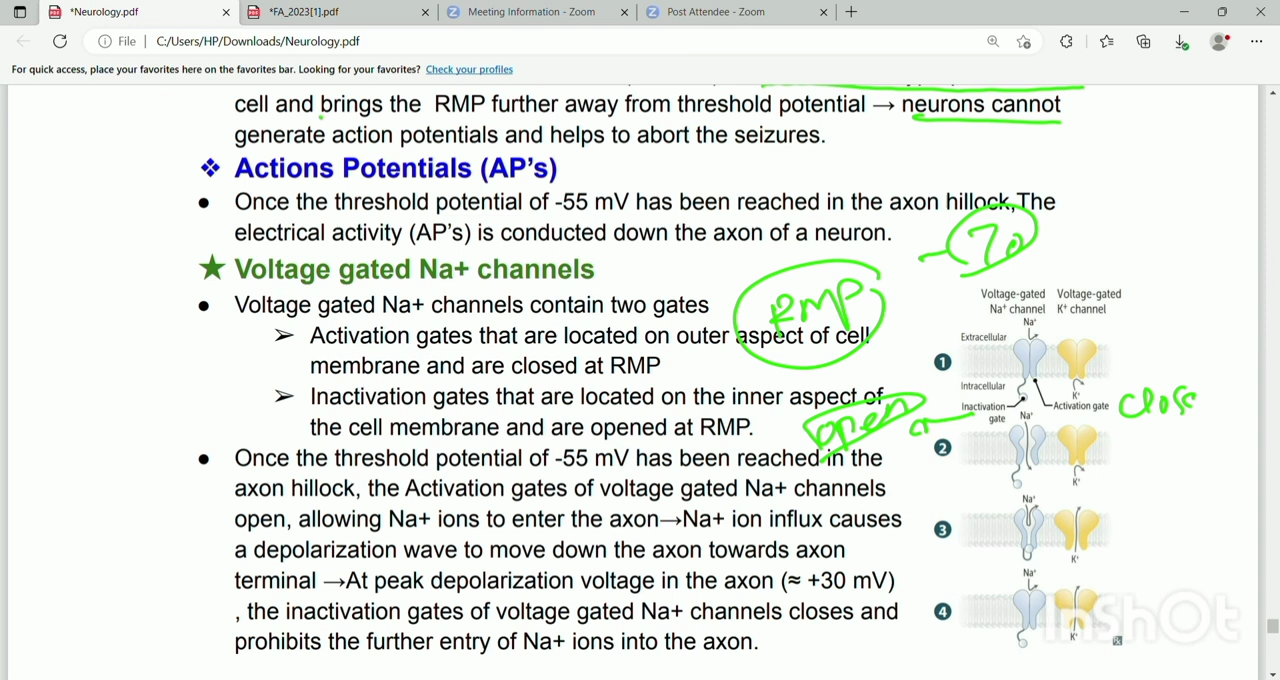 *Neurology.pdf
*FA_2023[1].pdf
Meeting Information - Zoom
Post Attendee - Zoom
File
C:/Users/HP/Downloads/Neurology.pdf
For quick access, place your favorites here on the favorites bar. Looking for your favorites? Check your profiles
cell and brings the RMP further away from threshold potential → neurons cannot
generate action potentials and helps to abort the seizures.
❖ Actions Potentials (AP's)
● Once the threshold potential of -55 mV has been reached in the axon hillock,The
electrical activity (AP's) is conducted down the axon of a neuron.
-70
★ Voltage gated Na+ channels
● Voltage gated Na+ channels contain two gates
RMP
➢ Activation gates that are located on outer aspect of cell
membrane and are closed at RMP
➢ Inactivation gates that are located on the inner aspect of
the cell membrane and are opened at RMP.
open
● Once the threshold potential of -55 mV has been reached in the
axon hillock, the Activation gates of voltage gated Na+ channels
open, allowing Na+ ions to enter the axon→Na+ ion influx causes
a depolarization wave to move down the axon towards axon
terminal →At peak depolarization voltage in the axon (≈ +30 mV)
, the inactivation gates of voltage gated Na+ channels closes and
prohibits the further entry of Na+ ions into the axon.
Voltage-gated Voltage-gated
Na⁺ channel K⁺ channel
Na⁺
Extracellular
1
Intracellular
K⁺
Inactivation
gate
Activation gate
close
Na⁺
2
K⁺
Na⁺
3
K⁺
Na⁺
4
K⁺
InShOt